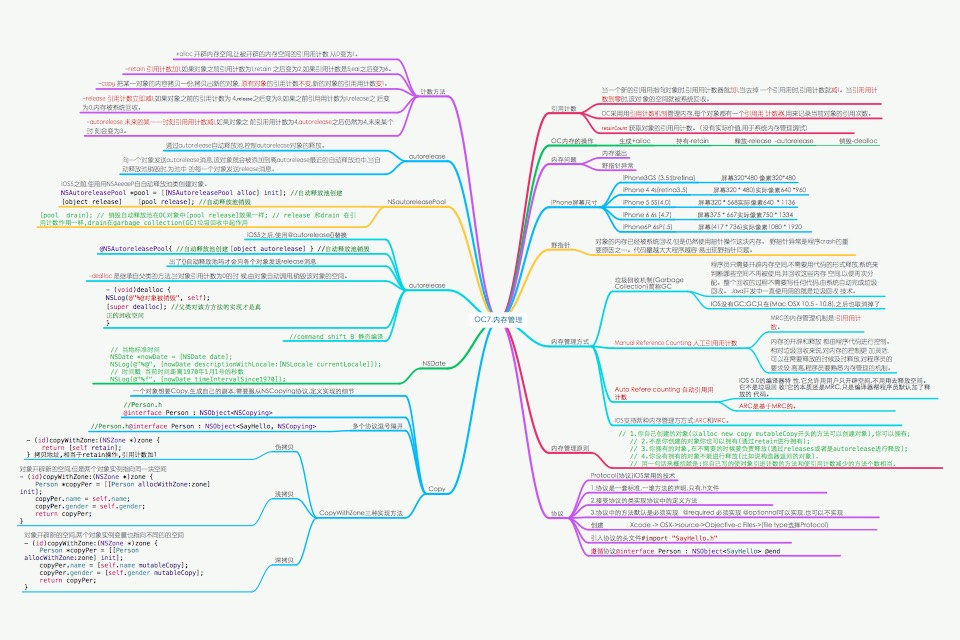 OC7.内存管理
计数方法
+alloc 开辟内存空间,让被开辟的内存空间的引用计数 从0变为1。
-retain 引用计数加1,如果对象之前引用计数为1,retain 之后变为2,如果引用计数是5,eai之后变为6。
-copy 把某一对象的内容拷贝一份,拷贝出新的对象, 原有对象的引用计数不变,新的对象的引用用计数变1。
-release 引用计数立即减1,如果对象之前的引用计数为 4,release之后变为3,如果之前引用用计数为1,release之 后变
为0,内存被系统回收。
-autorelease 未来的某一一时刻引用用计数减1,如果对象之 前引用用计数为4,autorelease之后仍然为4,未来某个
时 刻会变为3。
autorelease
通过autorelease自动释放池,控制autorelease对象的释放。
向一个对象发送autorelease消息,该对象就会被添加到离autorelease最近的自动释放池中,当自
动释放池销毁时,为池中 的每一个对象发送release消息。
NSautoreleasePool
NSAutoreleasePool *pool = [[NSAutoreleasePool alloc] init]; //自动释放池创建
[object release]    [pool release]; //自动释放池销毁
[pool  drain]; // 销毁自动释放池在OC对象中[pool release]效果一样; // release 和drain 在引
用计数作用一样,drain在garbage collection(GC)垃圾回收中起作用
autorelease
IOS5之后,使用@autorelease{}替换
@NSAutoreleasePool{ //自动释放池创建 [object autorelease] } //自动释放池销毁
出了{}自动释放池吗才会向各个对象发送release消息
-dealloc 是继承自父类的方法,当对象引用计数为0的时 候,由对象自动调用,销毁该对象的空间。
- (void)dealloc {
NSLog(@"%@对象被销毁", self);
[super dealloc]; //父类对该方方法的实现才是真
正的回收空间
}
//command shift B 静态编译
NSDate
// 当地标准时间
NSDate *nowDate = [NSDate date];
NSLog(@"%@", [nowDate descriptionWithLocale:[NSLocale currentLocale]]);
// 时间戳 当前时间距离1970年1月1号的秒数
NSLog(@"%f", [nowDate timeIntervalSince1970]);
Copy
一个对象想要Copy,生成自己的副本,需要服从NSCopying协议,定义实现的细节
//Person.h
@interface Person : NSObject<NSCopying>
//Person.h@interface Person : NSObject<SayHello, NSCopying>
多个协议逗号隔开
CopyWithZone三种实现方法
伪拷贝
- (id)copyWithZone:(NSZone *)zone {
return [self retain];
} 拷贝地址,相当于retain操作,引用计数加1
浅拷贝
对象开辟新的空间,但是两个对象实例指向同一块空间
- (id)copyWithZone:(NSZone *)zone {
Person *copyPer = [[Person allocWithZone:zone]
init];
copyPer.name = self.name;
copyPer.gender = self.gender;
return copyPer;
}
深拷贝
对象开辟新的空间,两个对象实例变量也指向不同的的空间
- (id)copyWithZone:(NSZone *)zone {
Person *copyPer = [[Person
allocWithZone:zone] init];
copyPer.name = [self.name mutableCopy];
copyPer.gender = [self.gender mutableCopy];
return copyPer;
}
引用计数
当一个新的引用用指写对象时,引用用计数器就加1,当去掉 一个引用用时,引用计数就减1。当引用用计
数到零时,该对 象的空间就被系统回收。
OC采用用引用计数机制管理内存,每个对象都有一个引用用 计数器,用来记录当前对象的引用次数。
retainCount 获取对象的引用用计数。（没有实际价值,用于系统内存管理调试）
OC内存的操作    生成+alloc    持有-retain    释放-release -autorelease    销毁-dealloc
内存问题
内存溢出
野指针异常
iPhone屏幕尺寸
iPhone3GS (3.5)(retina)    屏幕320*480 像素320*480
iPhone 4 4s(retina3.5)    屏幕320 * 480)实际像素640 *960
iPhone 5 5S(4.0)    屏幕320 * 568实际像素640 * 1136
iPhone6 6s (4.7)    屏幕375 * 667实际像素750 * 1334
iPhone6P 6sP(5.5)    屏幕(417 * 736)实际像素1080 * 1920
野指针
对象的内存已经被系统回收,但是仍然使用指针操作这块内存。 野指针异常是程序crash的重
要原因之一。代码量越大大程序越容 易出现野指针问题。
内存管理方式
垃圾回收机制(Garbage
Collection)简称GC
程序员只需要开辟内存空间,不需要用代码的形式释放,系统来
判断哪些空间不再被使用,并回收这些内存 空间,以便再次分
配。整个回收的过程不需要写任何代码,由系统自动完成垃圾
回收。 Java开发中一直使用用的就是垃圾回收 技术。
IOS没有GC;GC只在(Mac OSX 10.5 - 10.8),之后也取消掉了
Manual Reference Counting 人工引用用计数
MRC的内存管理机制是:引用用计
数。
内存的开辟和释放 都由程序代码进行控制。
相对垃圾回收来说,对内存的控制更 加灵活,
可以在需要释放的时候及时释放,对程序员的
要求较 高高,程序员要熟悉内存管理的机制。
Auto Refere counting 自动引用用
计数
IOS 5.0的编译器特 性,它允许用用户只开辟空间,不用用去释放空间。
它不是垃圾回 收!它的本质还是MRC,只是编译器帮程序员默认加了释
放的 代码。
ARC是基于MRC的。
IOS支持两种内存管理方式:ARC和MRC。
内存管理原则
// 1.你自己创建的对象(以alloc new copy mutableCopy开头的方法可以创建对象),你可以拥有;
// 2.不是你创建的对象你也可以拥有(通过retain进行拥有);
// 3.你拥有的对象,在不需要的时候要负责释放(通过releases或者是autorelease进行释放);
// 4.你没有拥有的对象不能进行释放(比如说构造器返回的对象);
// 用一句话来概括就是:你自己写的使对象引途计数的方法和使引用计数减少的方法个数相当.
协议
Protocol(协议)IOS常用的技术
1.协议是一套标准,一堆方法的声明,只有.h文件
2.接受协议的类实现协议中的定义方法
3.协议中的方法默认是必须实现   @required 必须实现 @optionnal可以实现,也可以不实现
创建    Xcode -> OSX->source->Objective-c Files->(file type选择Protocol)
引入协议的头文件#import "SayHello.h"
遵循协议@interface Person : NSObject<SayHello> @end